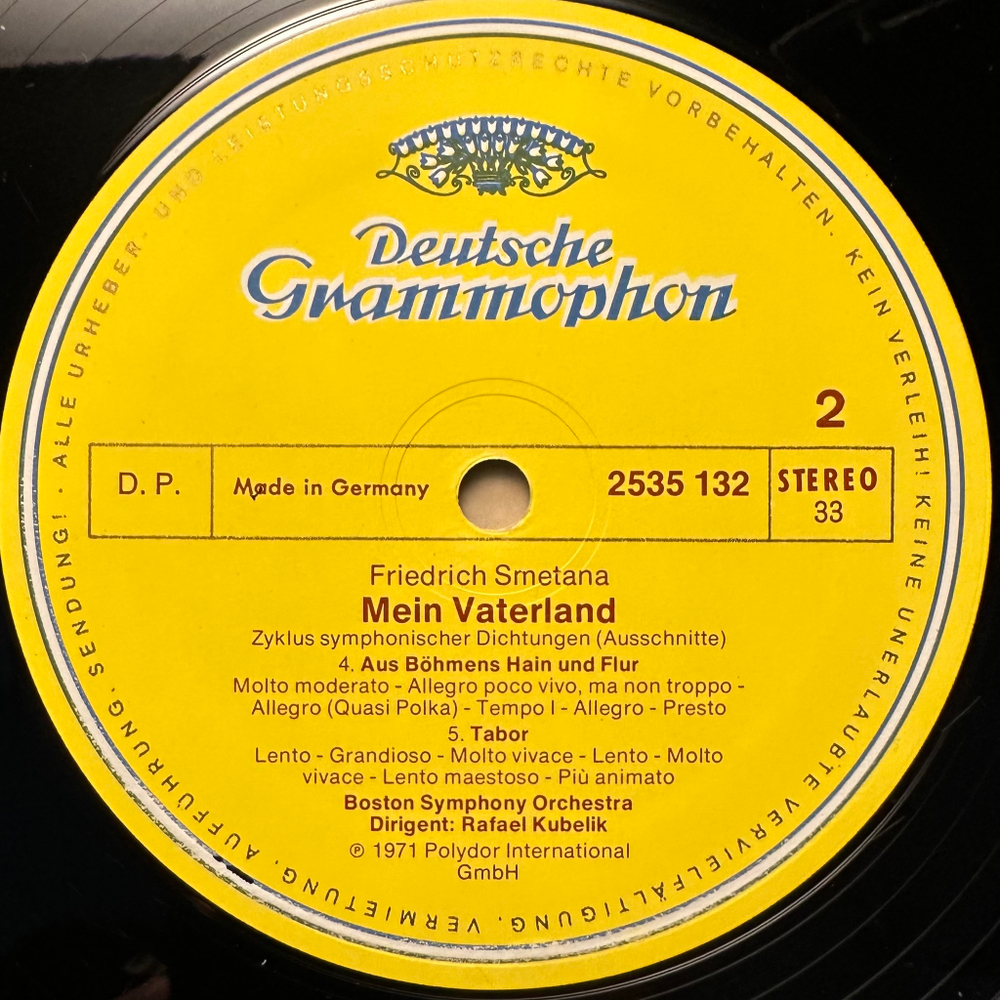 ALLE URHEBER- UND LEISTUNGSSCHUTZRECHTE VORBEHALTEN. KEIN VERLEIH! KEINE UNERLAUBTE VERVIELFÄLTIGUNG, VERMIETUNG, AUFFÜHRUNG, SENDUNG! ·
Deutsche
Grammophon
2
D. P.
Made in Germany
2535 132
STEREO
33
Friedrich Smetana
Mein Vaterland
Zyklus symphonischer Dichtungen (Ausschnitte)
4. Aus Böhmens Hain und Flur
Molto moderato - Allegro poco vivo, ma non troppo -
Allegro (Quasi Polka) - Tempo I - Allegro - Presto
5. Tabor
Lento - Grandioso - Molto vivace - Lento - Molto
vivace - Lento maestoso - Più animato
Boston Symphony Orchestra
Dirigent: Rafael Kubelik
℗ 1971 Polydor International
GmbH